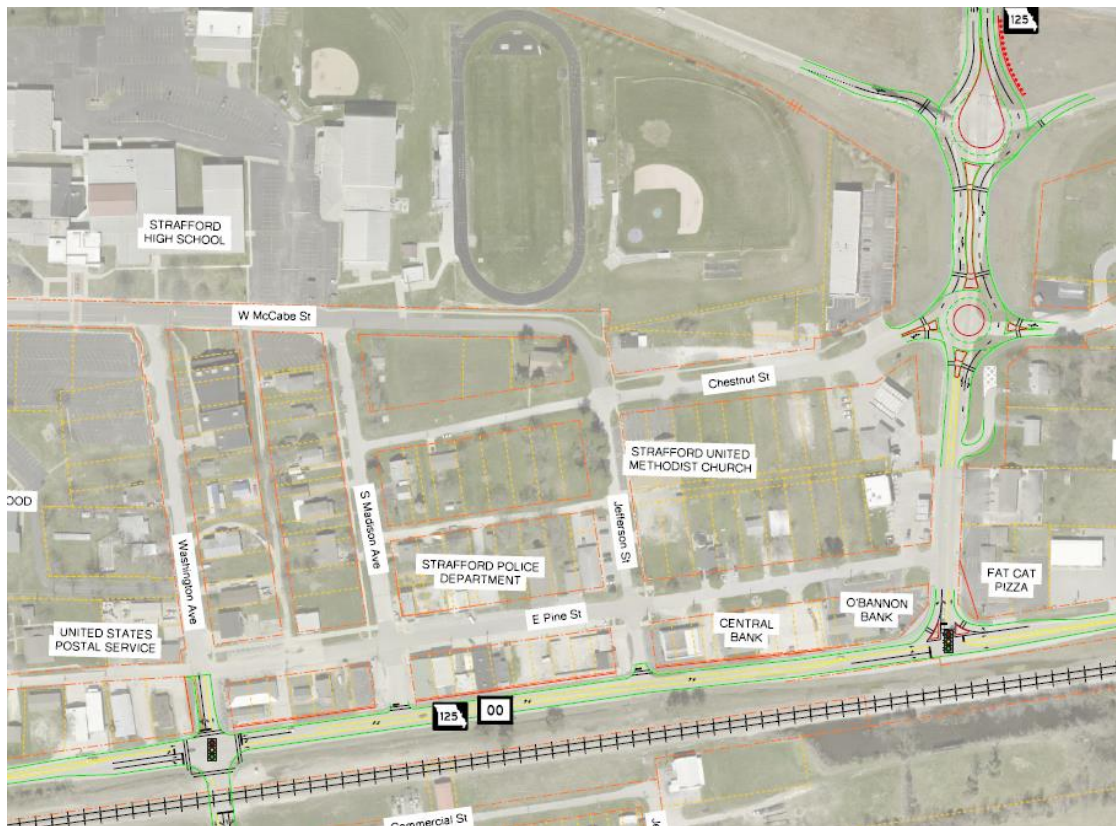 125
STRAFFORD
HIGH SCHOOL
W McCabe St
Chestnut St
STRAFFORD UNITED
METHODIST CHURCH
OOD
S Madison Ave
Jefferson St
Washington Ave
STRAFFORD POLICE
DEPARTMENT
FAT CAT
PIZZA
E Pine St
O'BANNON
BANK
CENTRAL
BANK
UNITED STATES
POSTAL SERVICE
125
OO
Commercial St